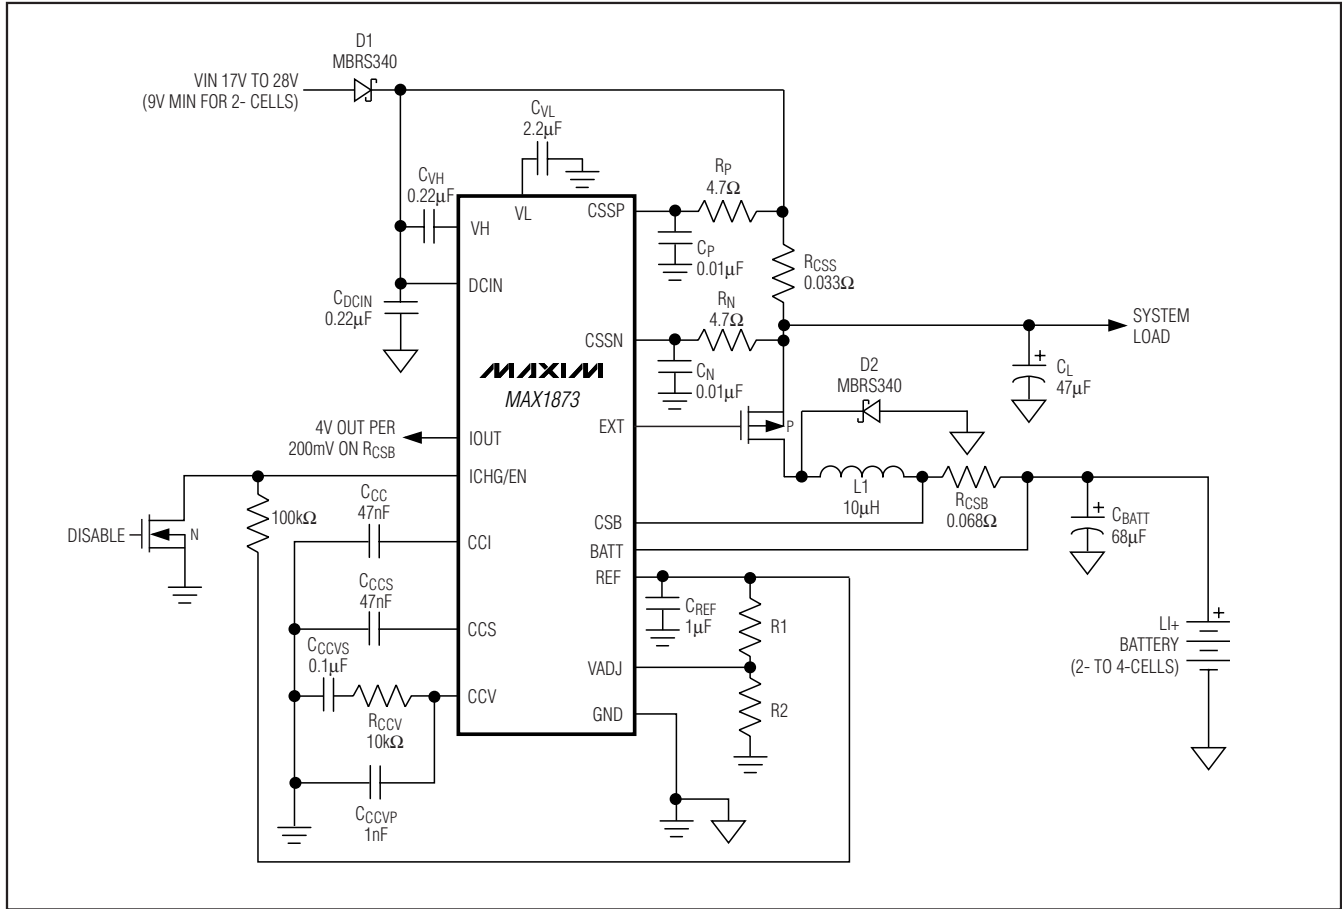 D1
MBRS340
VIN 17V TO 28V
(9V MIN FOR 2- CELLS)
CVL
2.2µF
CVH
0.22µF
RP
4.7Ω
VL
CSSP
VH
CP
0.01µF
RCSS
0.033Ω
DCIN
CDCIN
0.22µF
RN
4.7Ω
SYSTEM
LOAD
CSSN
MAXIM
MAX1873
CN
0.01µF
D2
MBRS340
CL
47µF
4V OUT PER
200mV ON RCSB
IOUT
EXT
P
ICHG/EN
L1
10µH
RCSB
0.068Ω
CCC
47nF
100kΩ
DISABLE
N
CCI
CSB
CBATT
68µF
BATT
REF
CCCS
47nF
CCS
CREF
1µF
R1
LI+
BATTERY
(2- TO 4-CELLS)
CCCVS
0.1µF
VADJ
CCV
RCCV
10kΩ
R2
GND
CCCVP
1nF